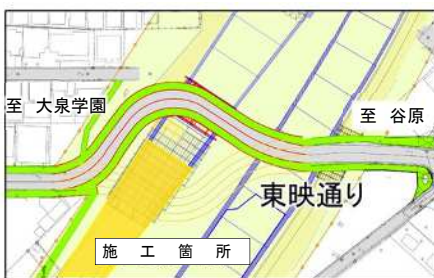 至 大泉学園
至 谷原
東映通り
施 工 箇 所